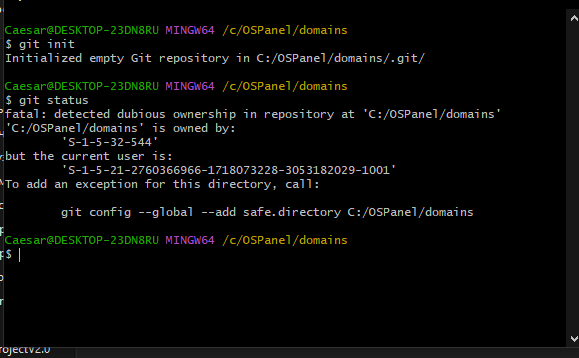 Caesar@DESKTOP-23DN8RU MINGW64 /c/OSPanel/domains
$ git init
Initialized empty Git repository in C:/OSPanel/domains/.git/
Caesar@DESKTOP-23DN8RU MINGW64 /c/OSPanel/domains
$ git status
fatal: detected dubious ownership in repository at 'C:/OSPanel/domains'
'C:/OSPanel/domains' is owned by:
'S-1-5-32-544'
but the current user is:
'S-1-5-21-2760366966-1718073228-3053182029-1001'
To add an exception for this directory, call:
git config --global --add safe.directory C:/OSPanel/domains
Caesar@DESKTOP-23DN8RU MINGW64 /c/OSPanel/domains
$
rojectV2.0